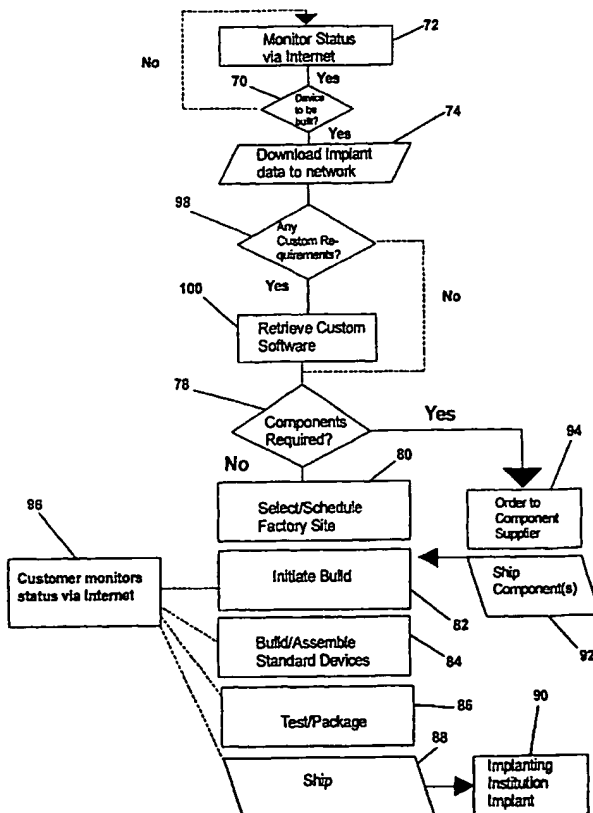 Monitor Status
via Internet
72
No
Yes
70
Device
to be
built?
Yes
74
Download Implant
data to network
98
Any
Custom Re-
quirements?
Yes
No
100
Retrieve Custom
Software
78
Components
Required?
Yes
No
80
94
Select/Schedule
Factory Site
Order to
Component
Supplier
96
Customer monitors
status via Internet
Initiate Build
Ship
Component(s)
82
92
Build/Assemble
Standard Devices
84
Test/Package
86
88
90
Ship
Implanting
Institution
Implant